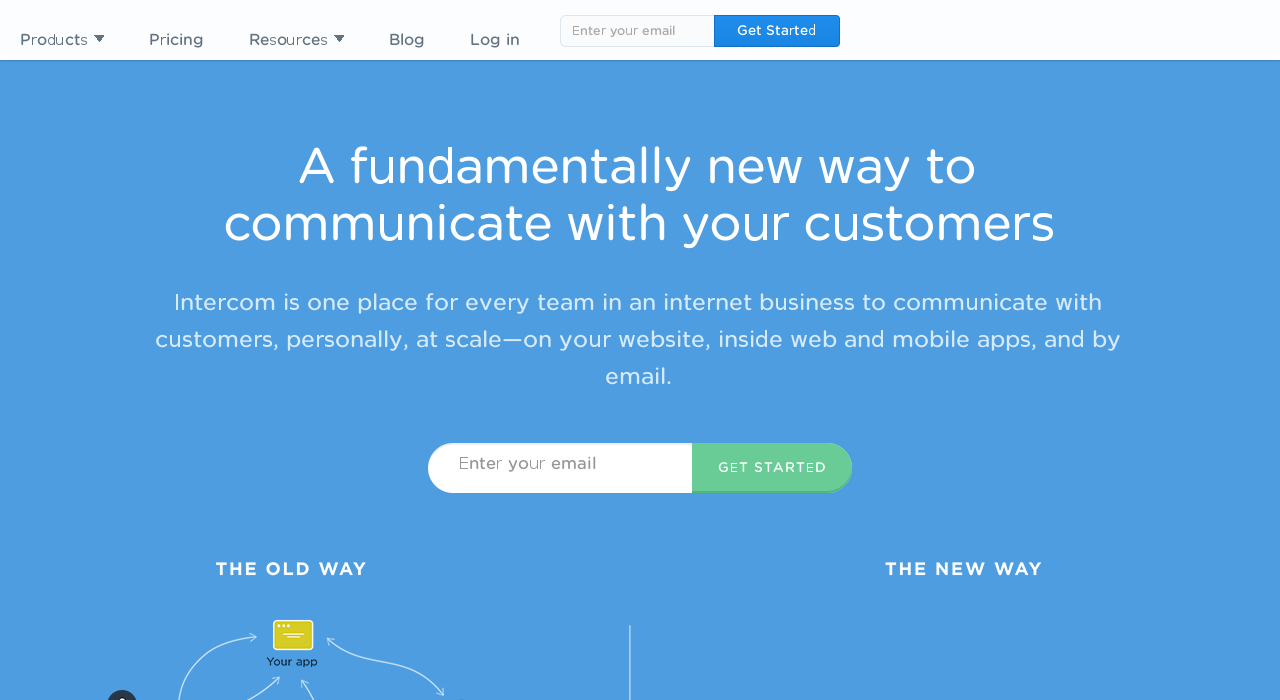 Products
Pricing
Resources
Blog
Log in
Enter your email
Get Started
A fundamentally new way to
communicate with your customers
Intercom is one place for every team in an internet business to communicate with
customers, personally, at scale—on your website, inside web and mobile apps, and by
email.
Enter your email
GET STARTED
THE OLD WAY
THE NEW WAY
Your app